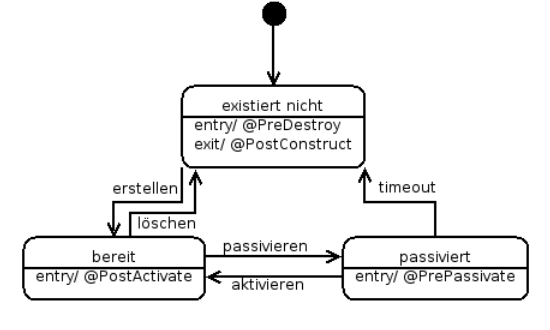 existiert nicht
entry/ @PreDestroy
exit/ @PostConstruct
erstellen
timeout
löschen
bereit
entry/ @PostActivate
passivieren
aktivieren
passiviert
entry/ @PrePassivate